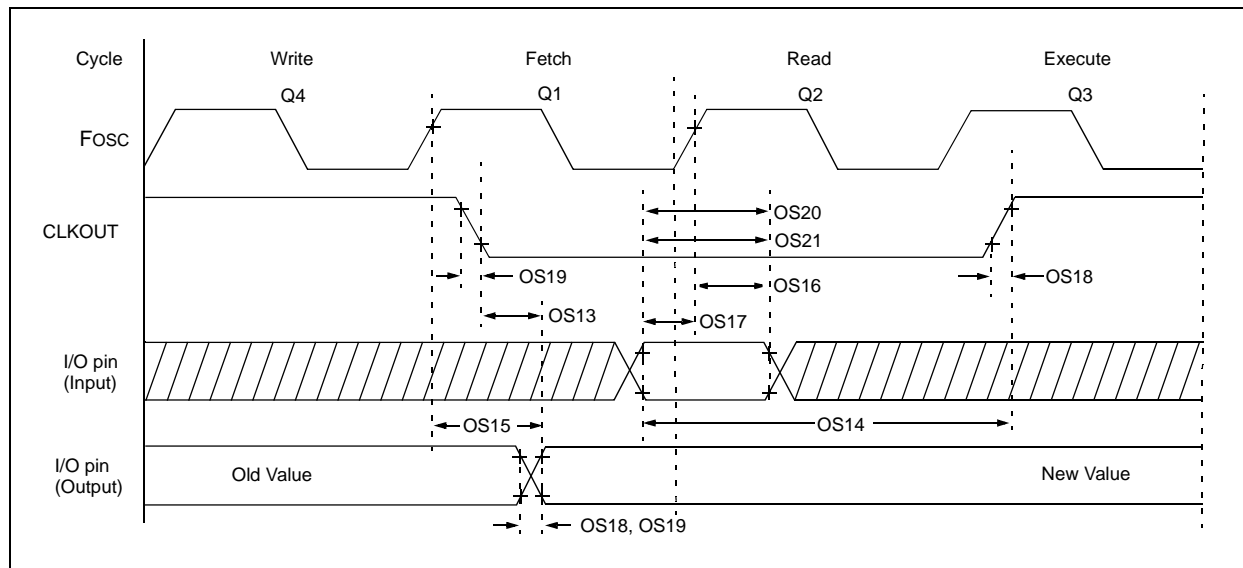 Cycle Write Fetch Read Execute
Q4 Q1 Q2 Q3
FOSC
OS20
CLKOUT
OS21
OS19 OS16 OS18
OS13 OS17
I/O pin
(Input)
OS15 OS14
I/O pin
(Output)
Old Value New Value
OS18, OS19